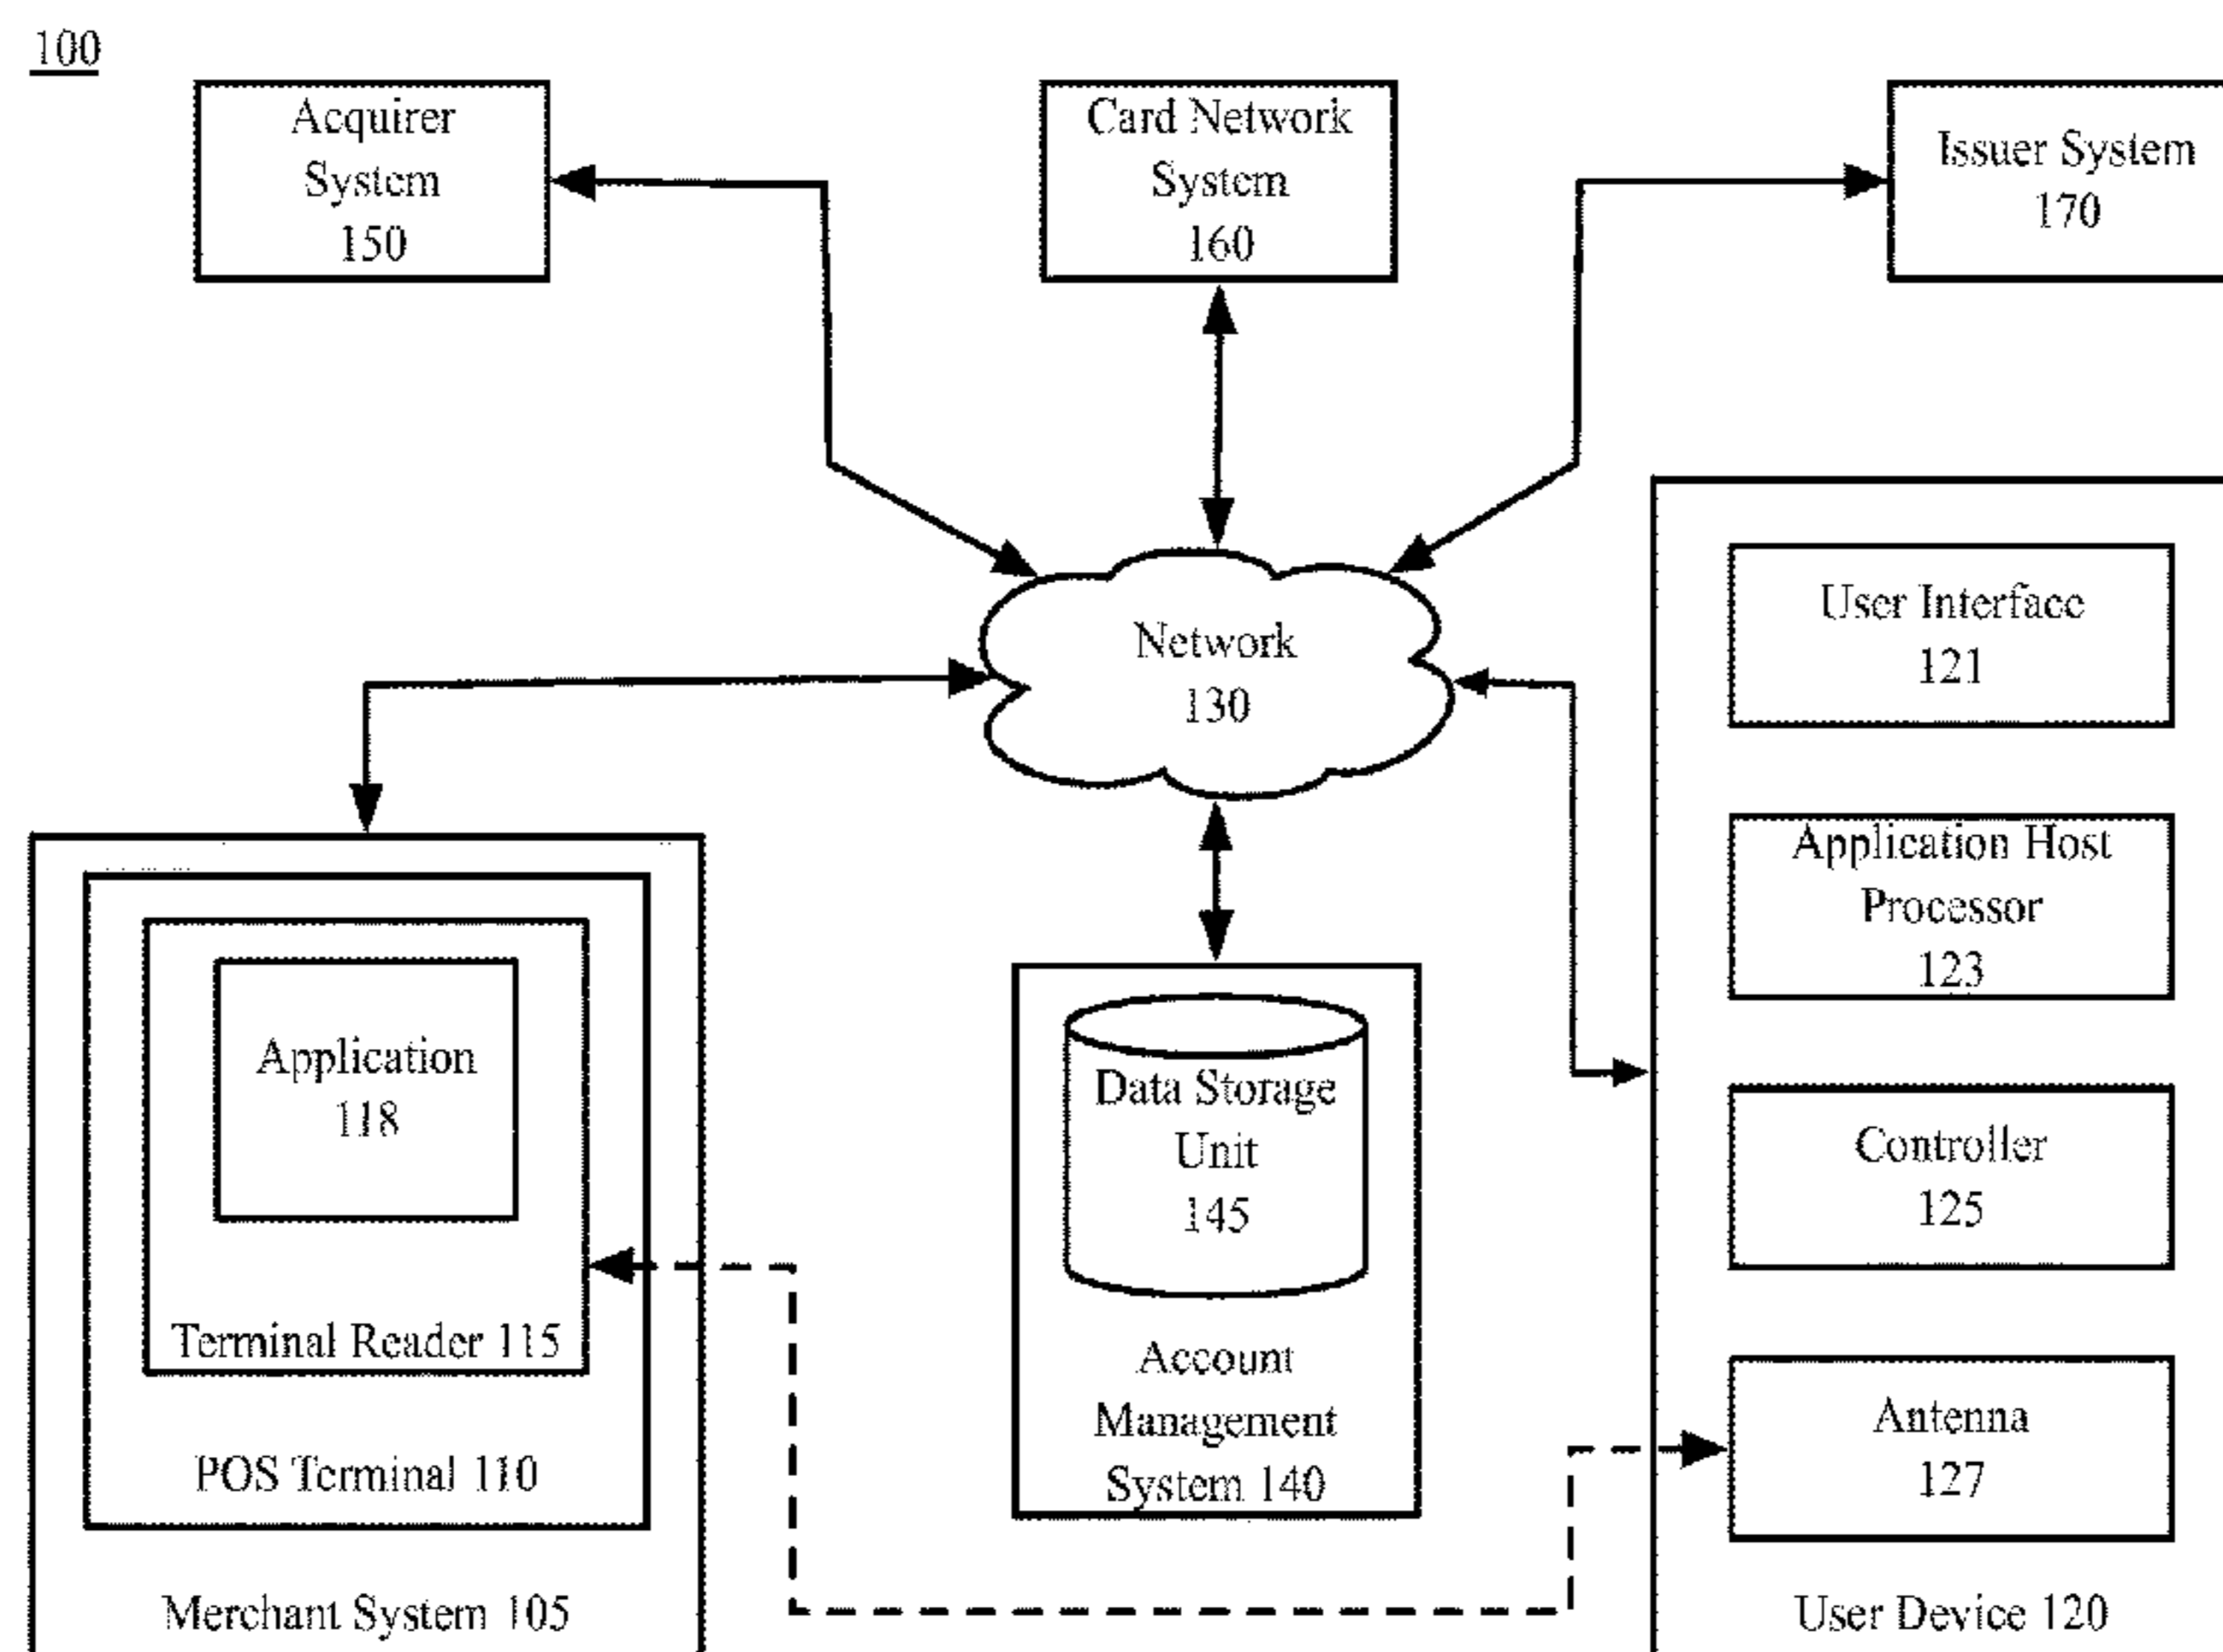 100
Acquirer
System
150
Card Network
System
160
Issuer System
170
Network
130
User Interface
121
Application Host
Processor
123
Controller
125
Antenna
127
User Device 120
Application
118
Terminal Reader 115
POS Terminal 110
Merchant System 105
Data Storage
Unit
145
Account
Management
System 140